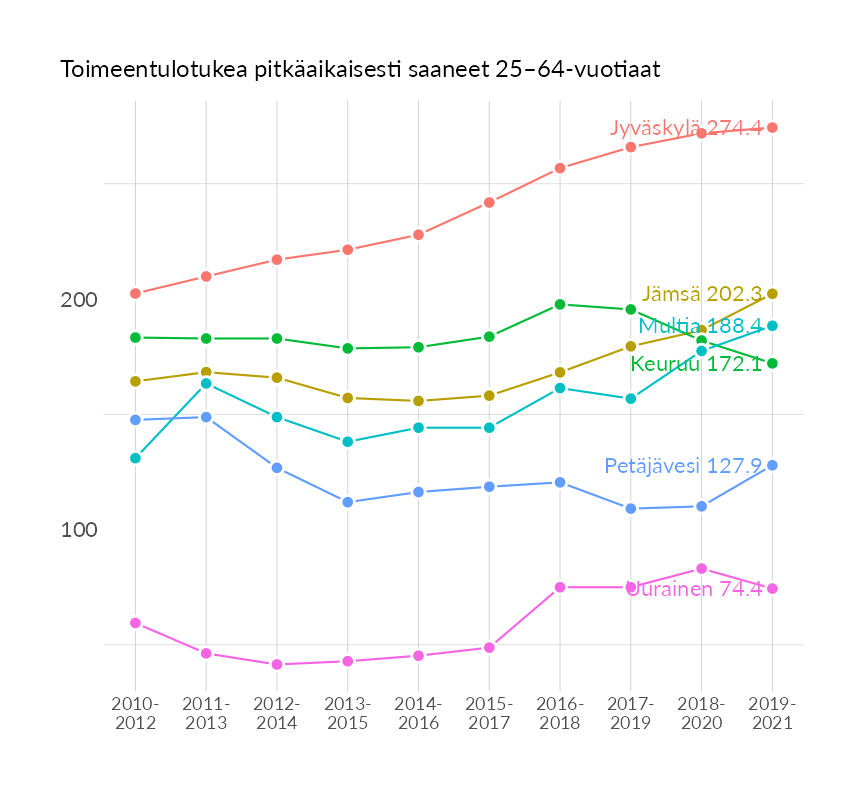 Toimeentulotukea pitkäaikaisesti saaneet 25–64-vuotiaat
Jyväskylä 274.4
Jämsä 202.3
200
Multia 188.4
Keuruu 172.1
Petäjävesi 127.9
100
Uurainen 74.4
2010- 2011- 2012- 2013- 2014- 2015- 2016- 2017- 2018- 2019-
2012 2013 2014 2015 2016 2017 2018 2019 2020 2021